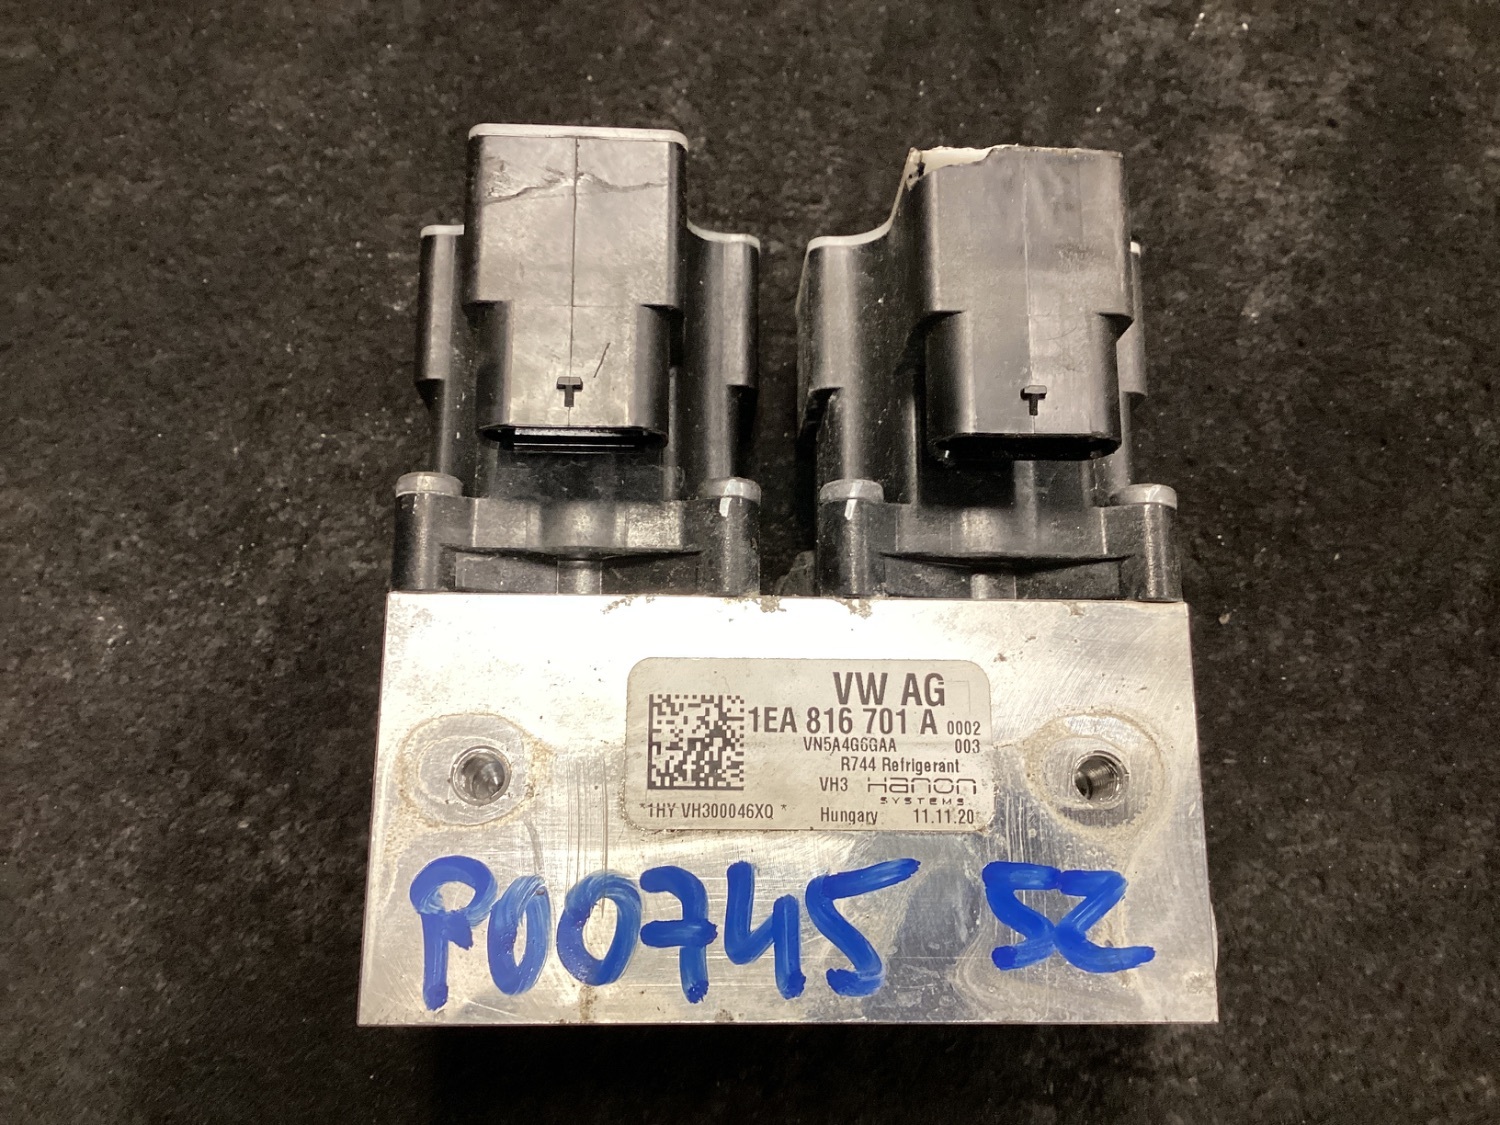 VW AG
1EA 816 701 A 0002
VN5A4G6GAA 003
R744 Refrigerant
VH3 Hanon
SYSTEMS
*1HY VH300046XQ * Hungary 11.11.20
P00745 SZ